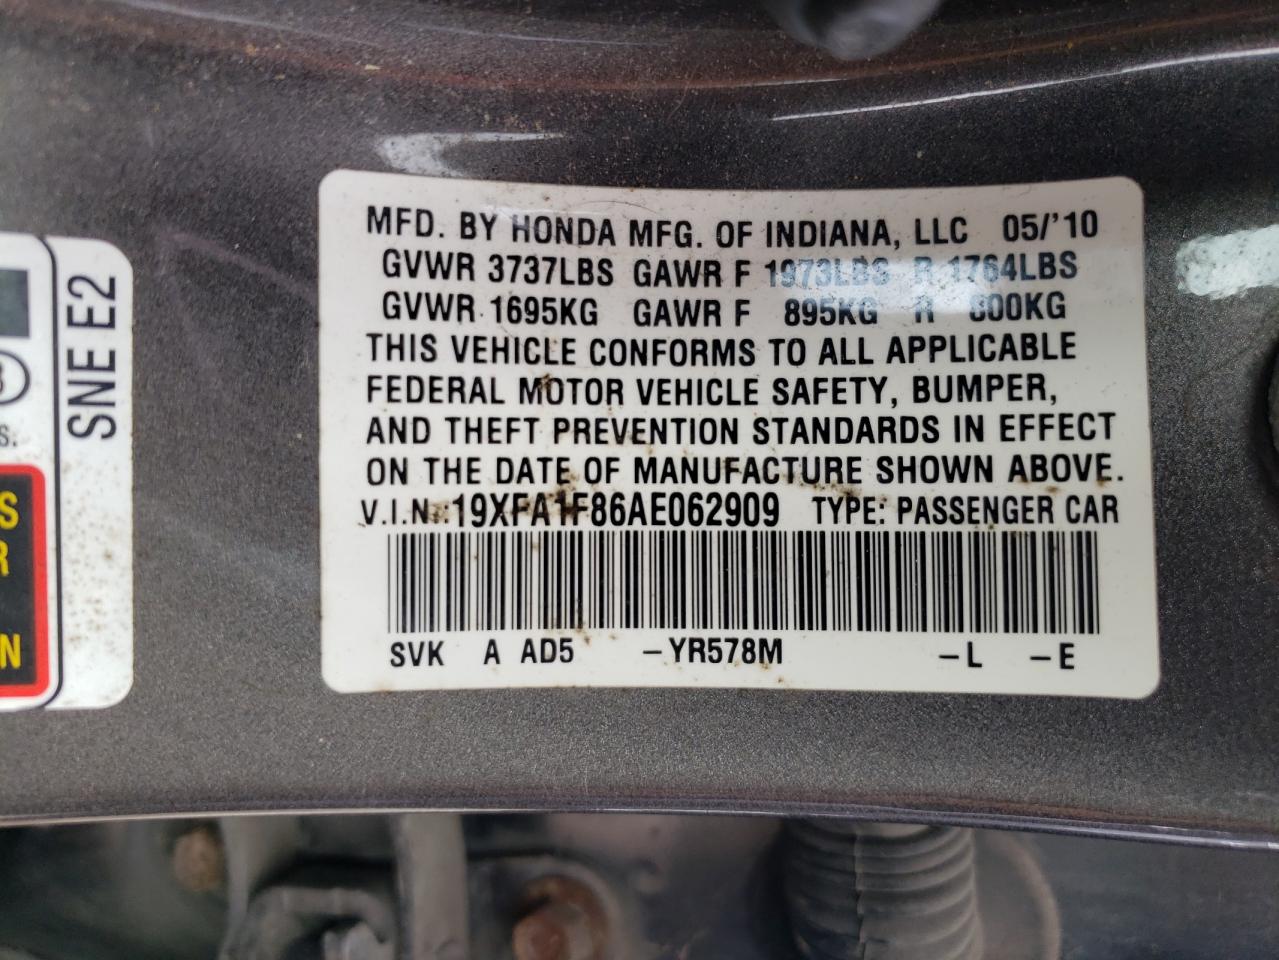 MFD. BY HONDA MFG. OF INDIANA, LLC 05/'10
GVWR 3737LBS GAWR F 1973LBS R 1764LBS
GVWR 1695KG GAWR F 895KG R 800KG
THIS VEHICLE CONFORMS TO ALL APPLICABLE
FEDERAL MOTOR VEHICLE SAFETY, BUMPER,
AND THEFT PREVENTION STANDARDS IN EFFECT
ON THE DATE OF MANUFACTURE SHOWN ABOVE.
V.I.N.:19XFA1F86AE062909 TYPE: PASSENGER CAR
SVK A AD5 -YR578M -L -E
SNE E2